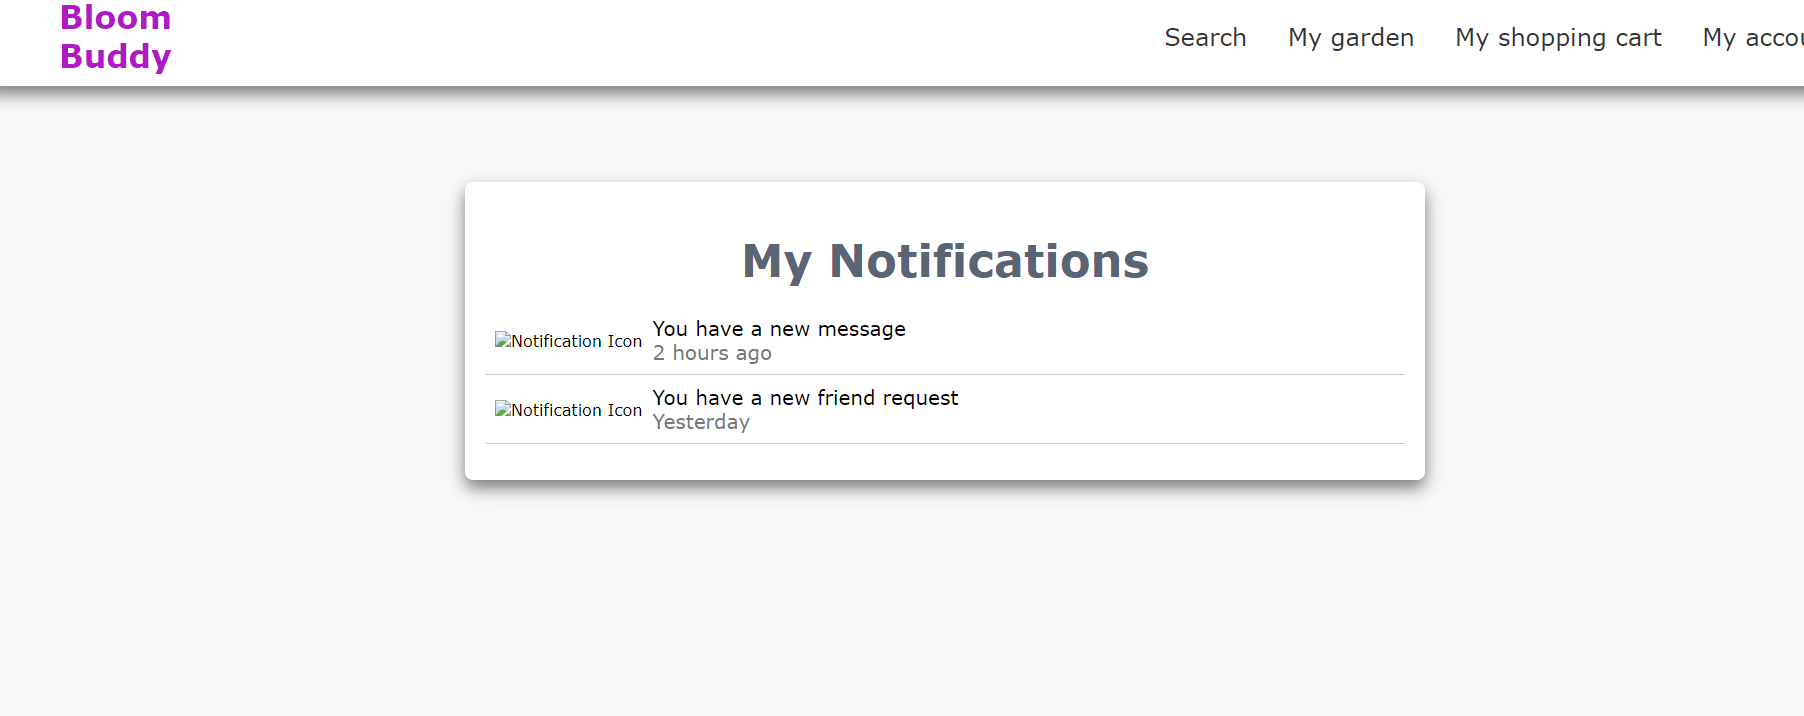 Bloom
Buddy
Search My garden My shopping cart My accou
My Notifications
Notification Icon
You have a new message
2 hours ago
Notification Icon
You have a new friend request
Yesterday